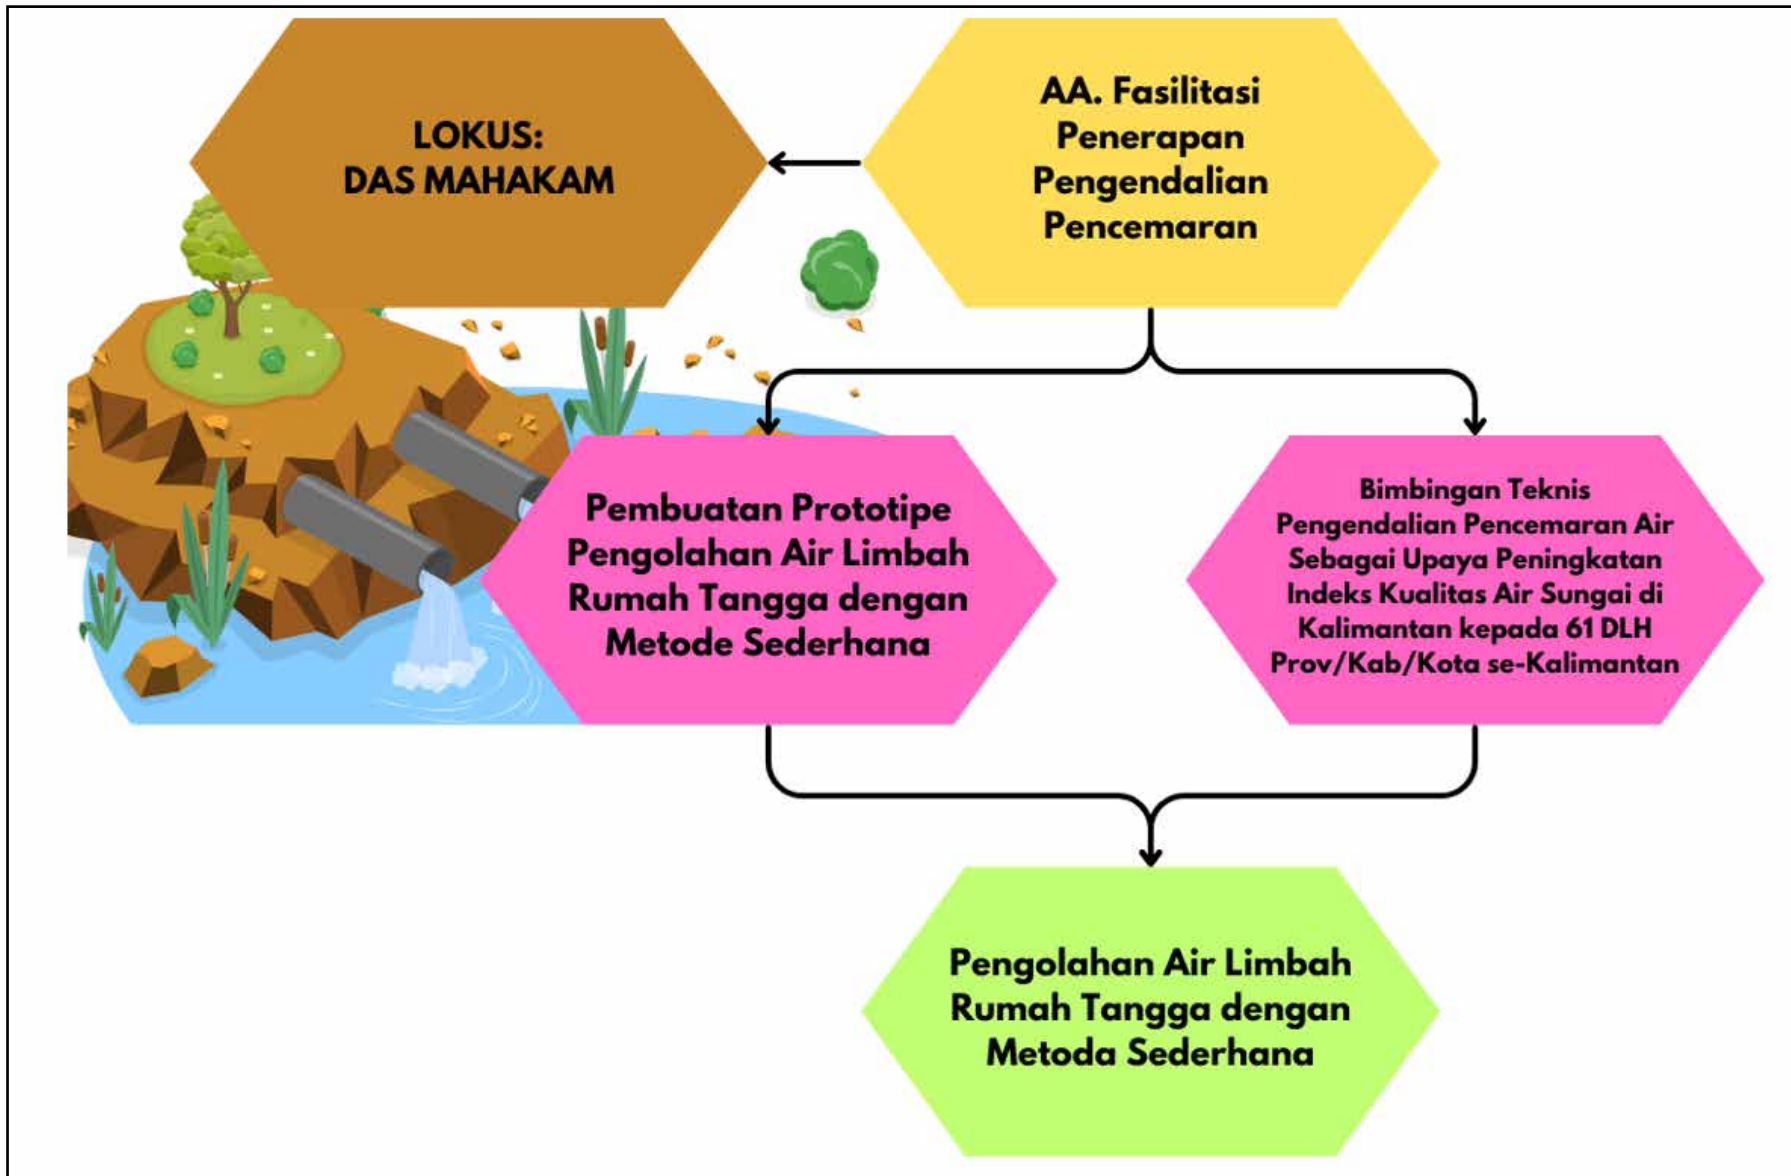 LOKUS:
DAS MAHAKAM
AA. Fasilitasi
Penerapan
Pengendalian
Pencemaran
Pembuatan Prototipe
Pengolahan Air Limbah
Rumah Tangga dengan
Metode Sederhana
Bimbingan Teknis
Pengendalian Pencemaran Air
Sebagai Upaya Peningkatan
Indeks Kualitas Air Sungai di
Kalimantan kepada 61 DLH
Prov/Kab/Kota se-Kalimantan
Pengolahan Air Limbah
Rumah Tangga dengan
Metoda Sederhana